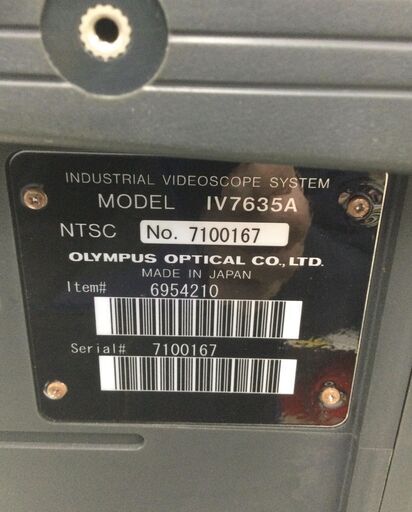 INDUSTRIAL VIDEOSCOPE SYSTEM
MODEL IV7635A
NTSC No. 7100167
OLYMPUS OPTICAL CO., LTD.
MADE IN JAPAN
Item# 6954210
Serial# 7100167